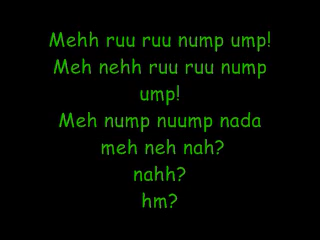 Mehh ruu ruu nump ump!
Meh nehh ruu ruu nump
ump!
Meh nump nuump nada
meh neh nah?
nahh?
hm?